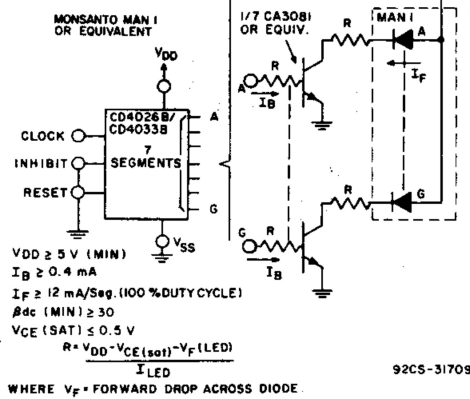 MONSANTO MAN I
OR EQUIVALENT
VDD
CD4026B/
CD4033B
7
SEGMENTS
CLOCK
INHIBIT
RESET
A
G
VSS
1/7 CA3081
OR EQUIV.
R
MAN I
A
R
A
IB
IF
R
G
G
R
IB
VDD ≥ 5 V (MIN)
IB ≥ 0.4 mA
IF ≥ 12 mA/Seg. (100 % DUTY CYCLE)
βdc (MIN) ≥ 30
VCE (SAT) ≤ 0.5 V
R = VDD - VCE(sat) - VF(LED)
ILED
92CS-31709
WHERE VF = FORWARD DROP ACROSS DIODE